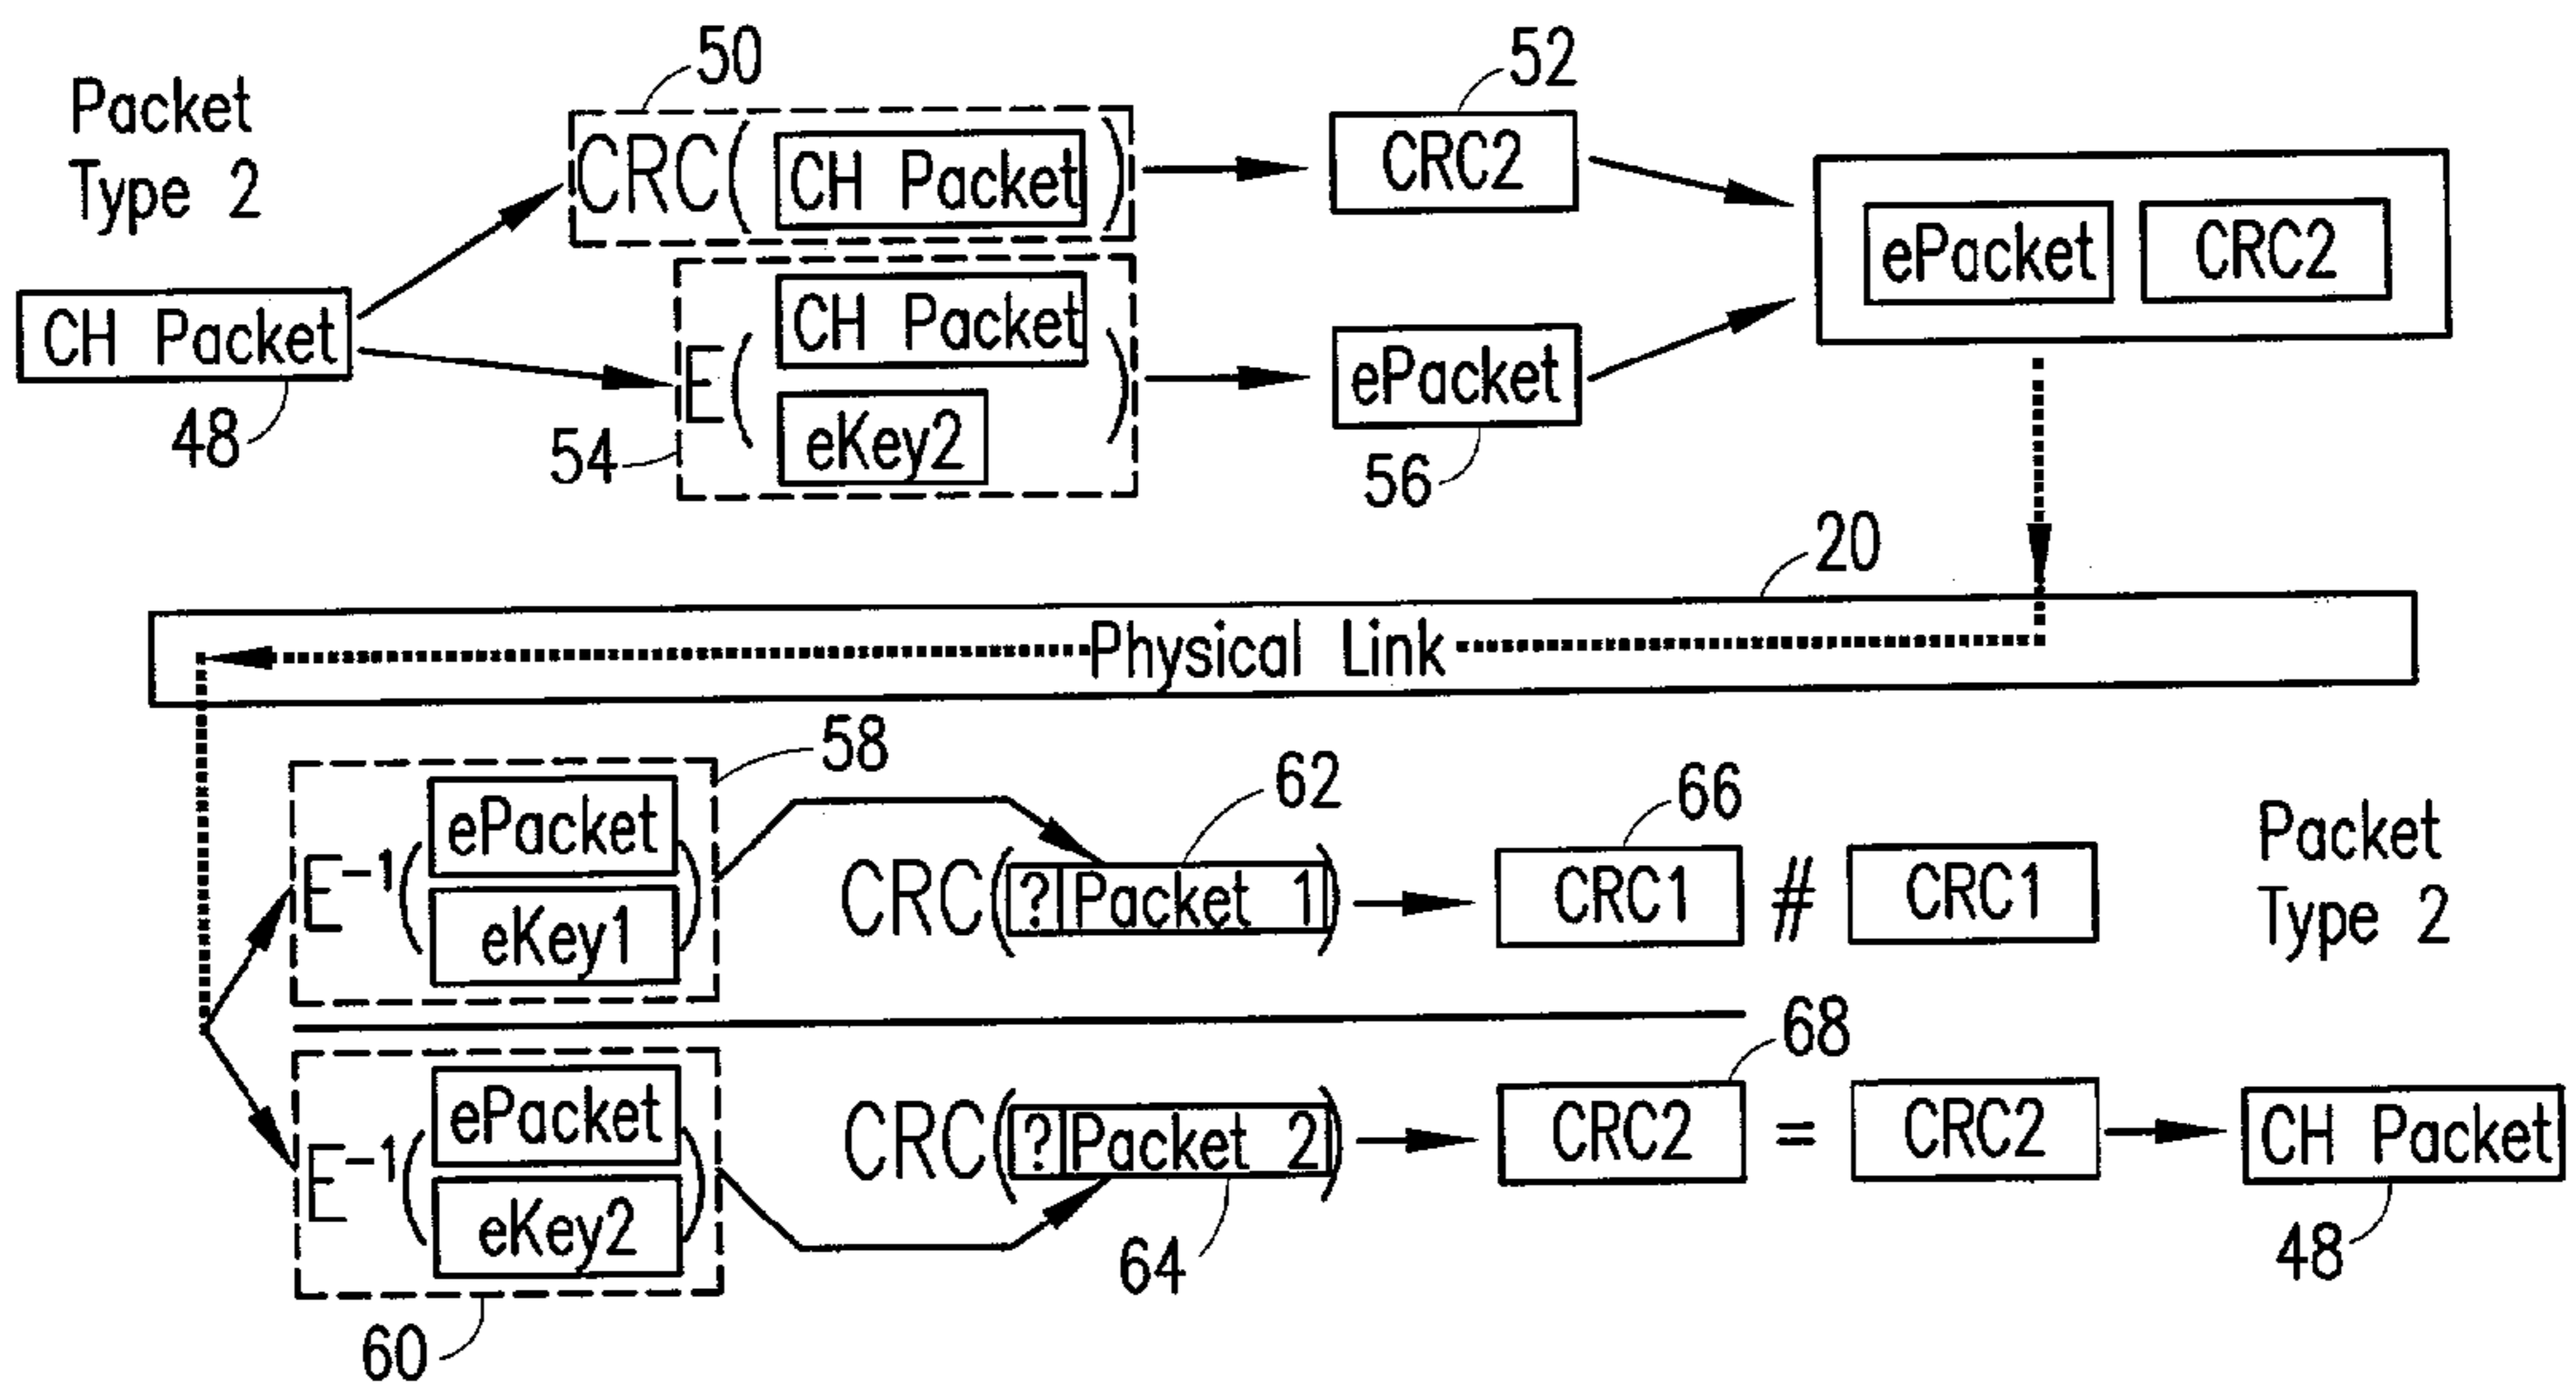 50
52
Packet
Type 2
CRC( CH Packet )
CRC2
ePacket CRC2
CH Packet
48
E( CH Packet
eKey2 )
54
ePacket
56
20
Physical Link
58
62
66
E-1( ePacket
eKey1 )
CRC( ? Packet 1 )
CRC1 # CRC1
Packet
Type 2
68
E-1( ePacket
eKey2 )
CRC( ? Packet 2 )
CRC2 = CRC2
CH Packet
64
48
60